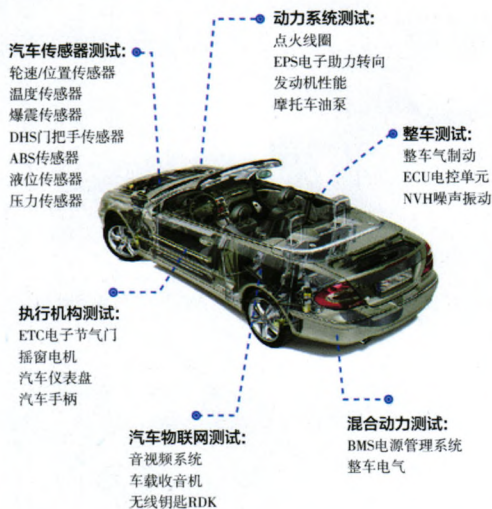 汽车传感器测试:
轮速/位置传感器
温度传感器
爆震传感器
DHS门把手传感器
ABS传感器
液位传感器
压力传感器
动力系统测试:
点火线圈
EPS电子助力转向
发动机性能
摩托车油泵
整车测试:
整车气制动
ECU电控单元
NVH噪声振动
执行机构测试:
ETC电子节气门
摇窗电机
汽车仪表盘
汽车手柄
汽车物联网测试:
音视频系统
车载收音机
无线钥匙RDK
混合动力测试:
BMS电源管理系统
整车电气